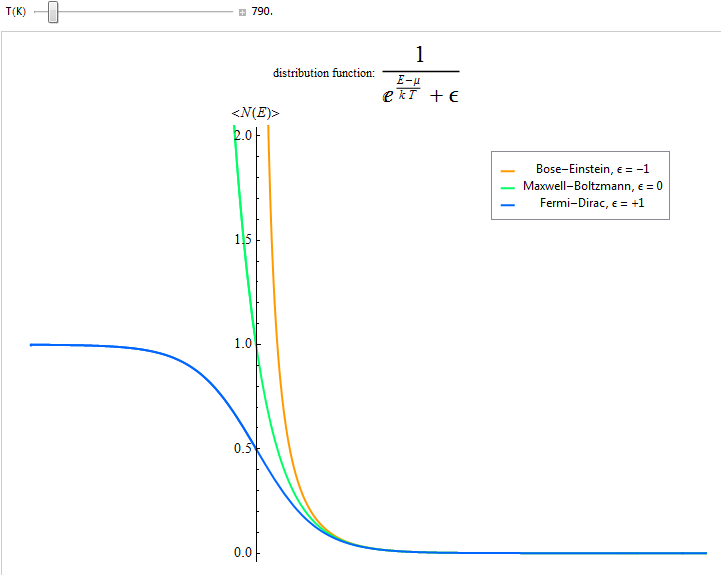 T(K) 790.
distribution function: 1
e^((E−μ)/(k T)) + ϵ
<N(E)>
2.0
Bose−Einstein, ϵ = −1
Maxwell−Boltzmann, ϵ = 0
Fermi−Dirac, ϵ = +1
1.5
1.0
0.5
0.0